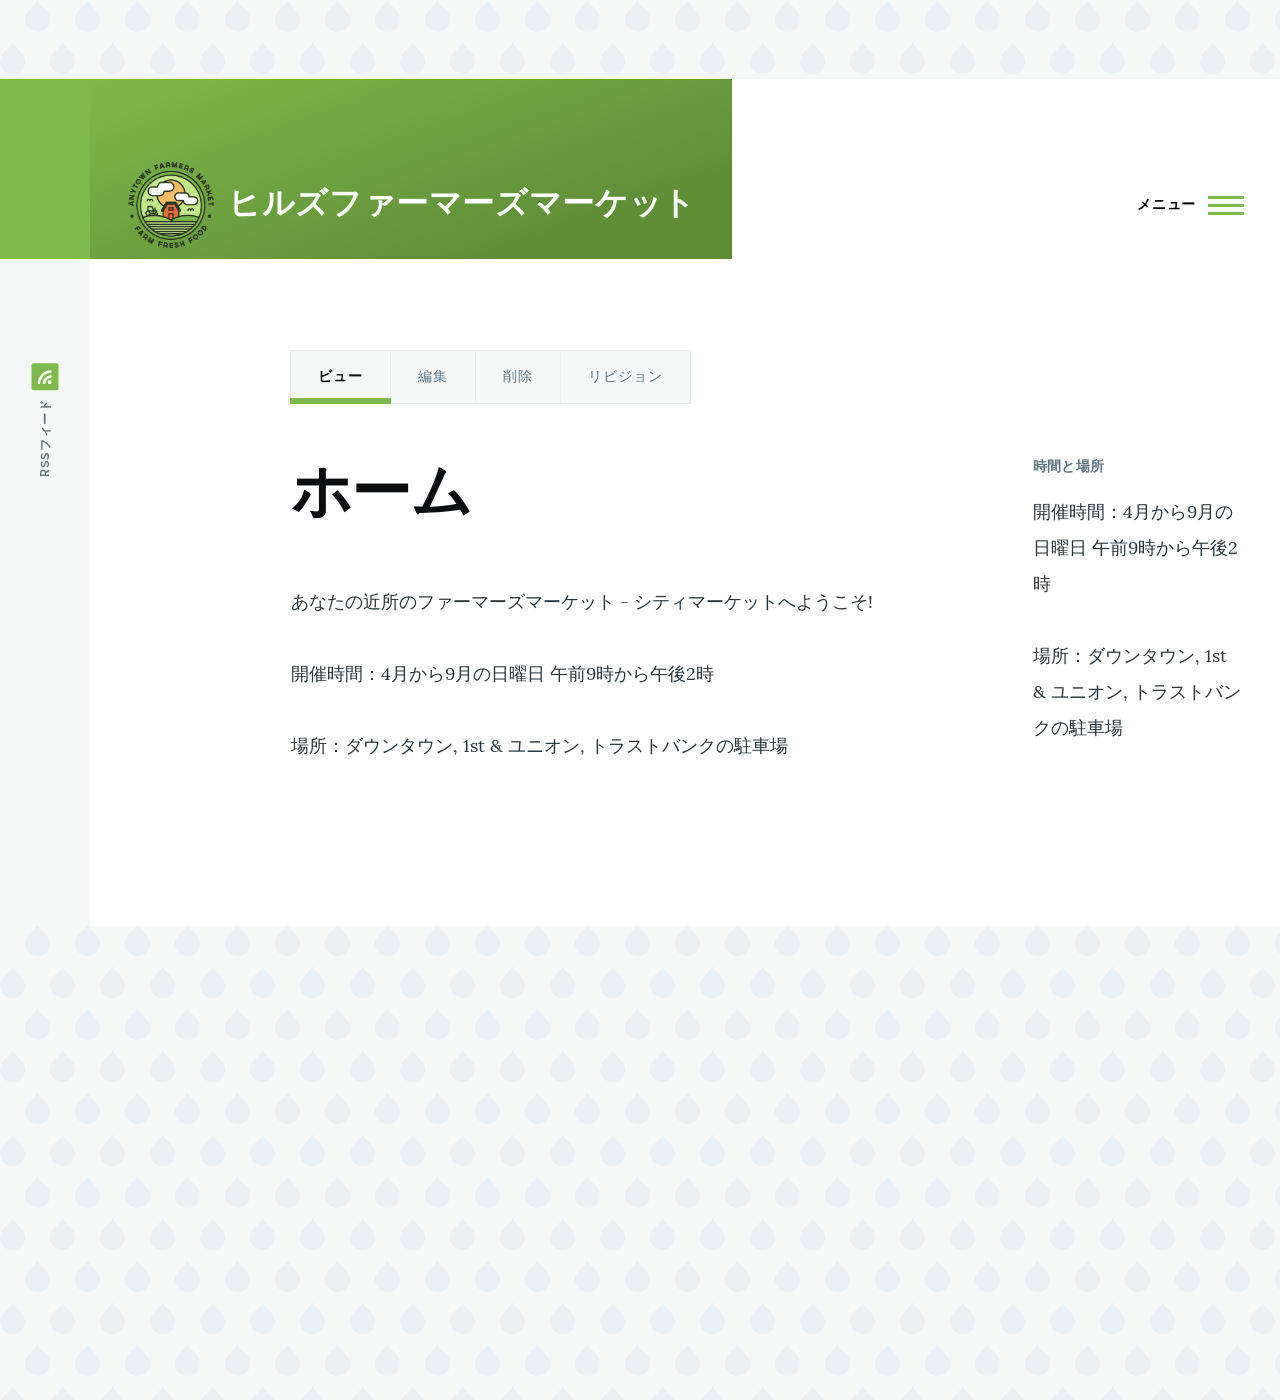 ANYTOWN FARMERS MARKET
FARM FRESH FOOD
ヒルズファーマーズマーケット
メニュー
RSSフィード
ビュー
編集
削除
リビジョン
ホーム
あなたの近所のファーマーズマーケット – シティマーケットへようこそ!
開催時間：4月から9月の日曜日 午前9時から午後2時
場所：ダウンタウン, 1st & ユニオン, トラストバンクの駐車場
時間と場所
開催時間：4月から9月の
日曜日 午前9時から午後2
時
場所：ダウンタウン, 1st
& ユニオン, トラストバン
クの駐車場